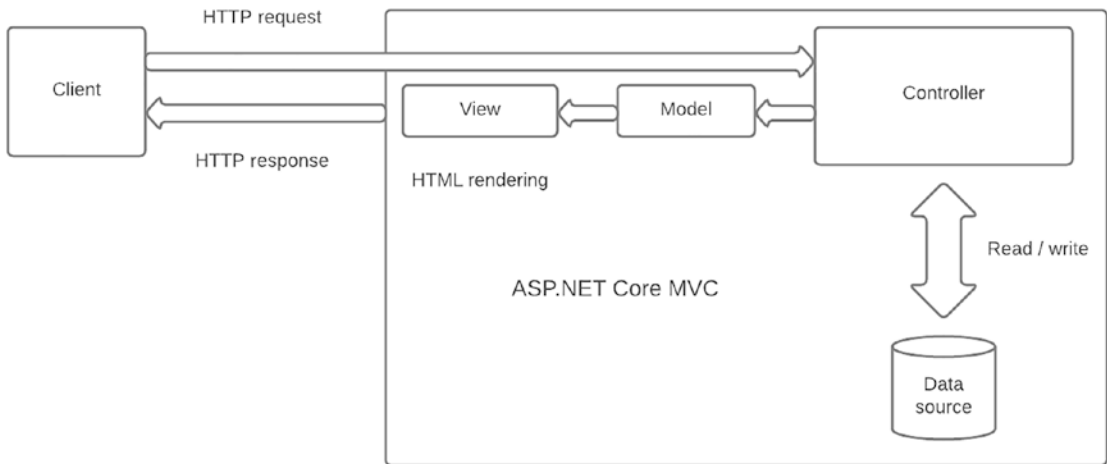 HTTP request
Client
Controller
View
Model
HTTP response
HTML rendering
Read / write
ASP.NET Core MVC
Data
source